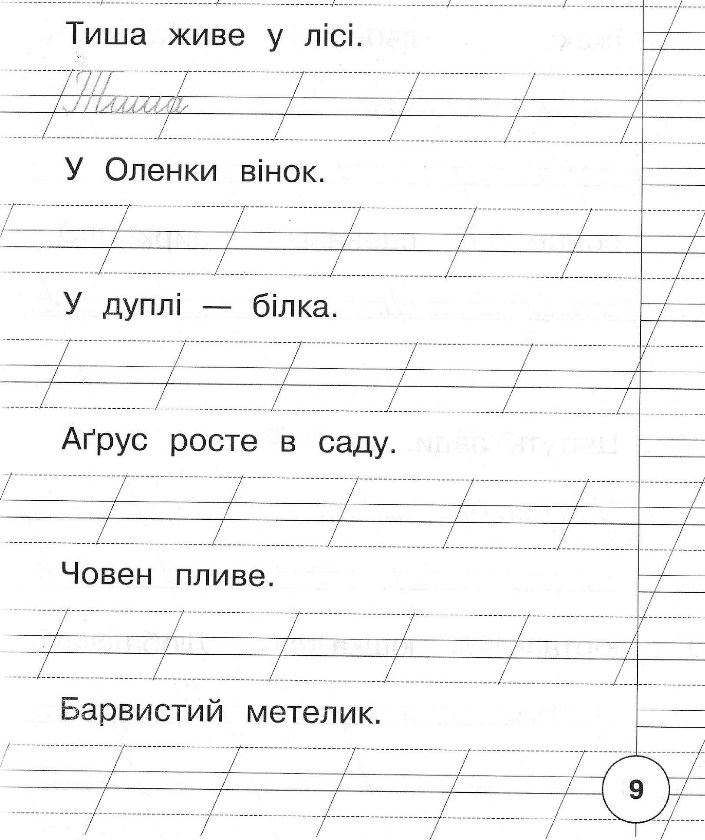 Тиша живе у лісі.
Тиша
У Оленки вінок.
У дуплі — білка.
Аґрус росте в саду.
Човен пливе.
Барвистий метелик.
9